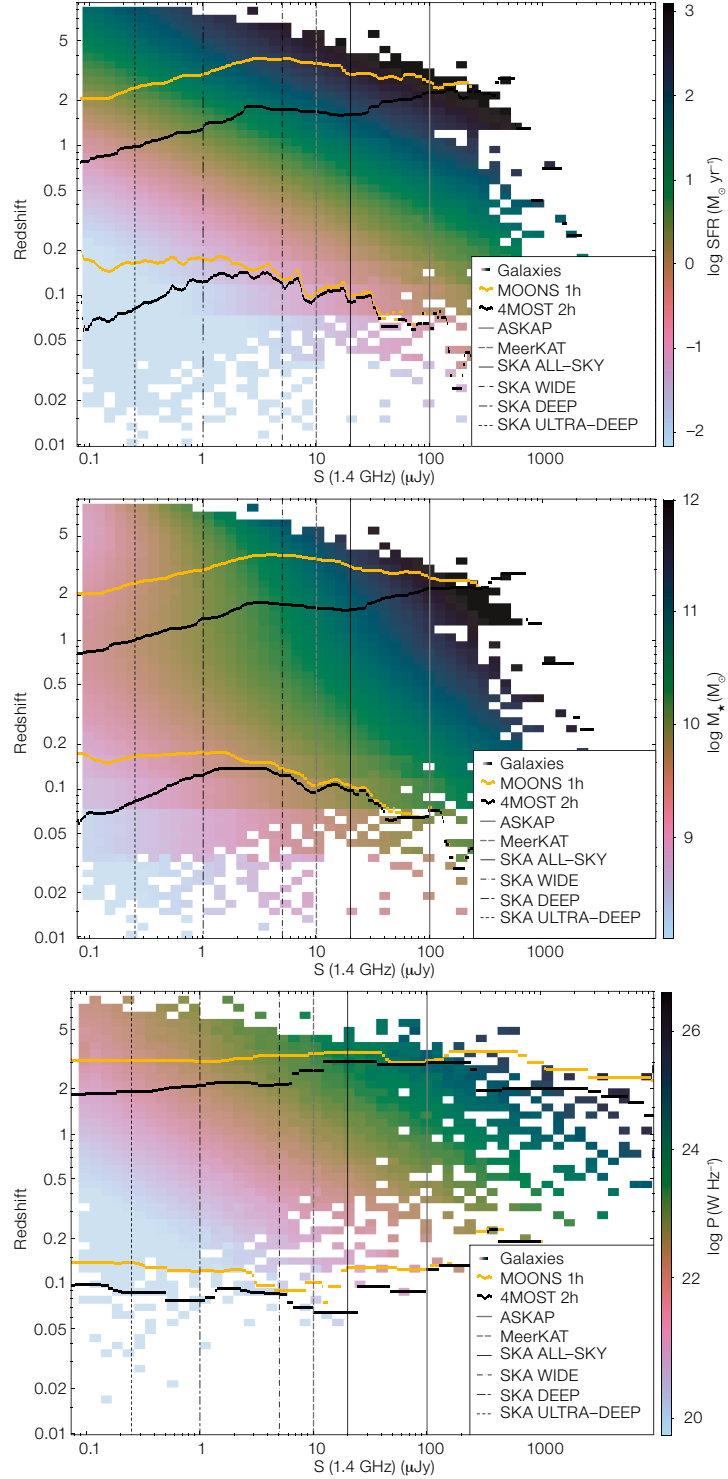 5
2
1
0.5
0.2
0.1
0.05
0.02
0.01
Redshift
0.1
1
10
100
1000
S (1.4 GHz) (μJy)
Galaxies
MOONS 1h
4MOST 2h
ASKAP
MeerKAT
SKA ALL–SKY
SKA WIDE
SKA DEEP
SKA ULTRA–DEEP
3
2
1
0
−1
−2
log SFR (M⊙ yr⁻¹)
5
2
1
0.5
0.2
0.1
0.05
0.02
0.01
Redshift
0.1
1
10
100
1000
S (1.4 GHz) (μJy)
Galaxies
MOONS 1h
4MOST 2h
ASKAP
MeerKAT
SKA ALL–SKY
SKA WIDE
SKA DEEP
SKA ULTRA–DEEP
12
11
10
9
log M★ (M⊙)
5
2
1
0.5
0.2
0.1
0.05
0.02
0.01
Redshift
0.1
1
10
100
1000
S (1.4 GHz) (μJy)
Galaxies
MOONS 1h
4MOST 2h
ASKAP
MeerKAT
SKA ALL–SKY
SKA WIDE
SKA DEEP
SKA ULTRA–DEEP
26
24
22
20
log P (W Hz⁻¹)